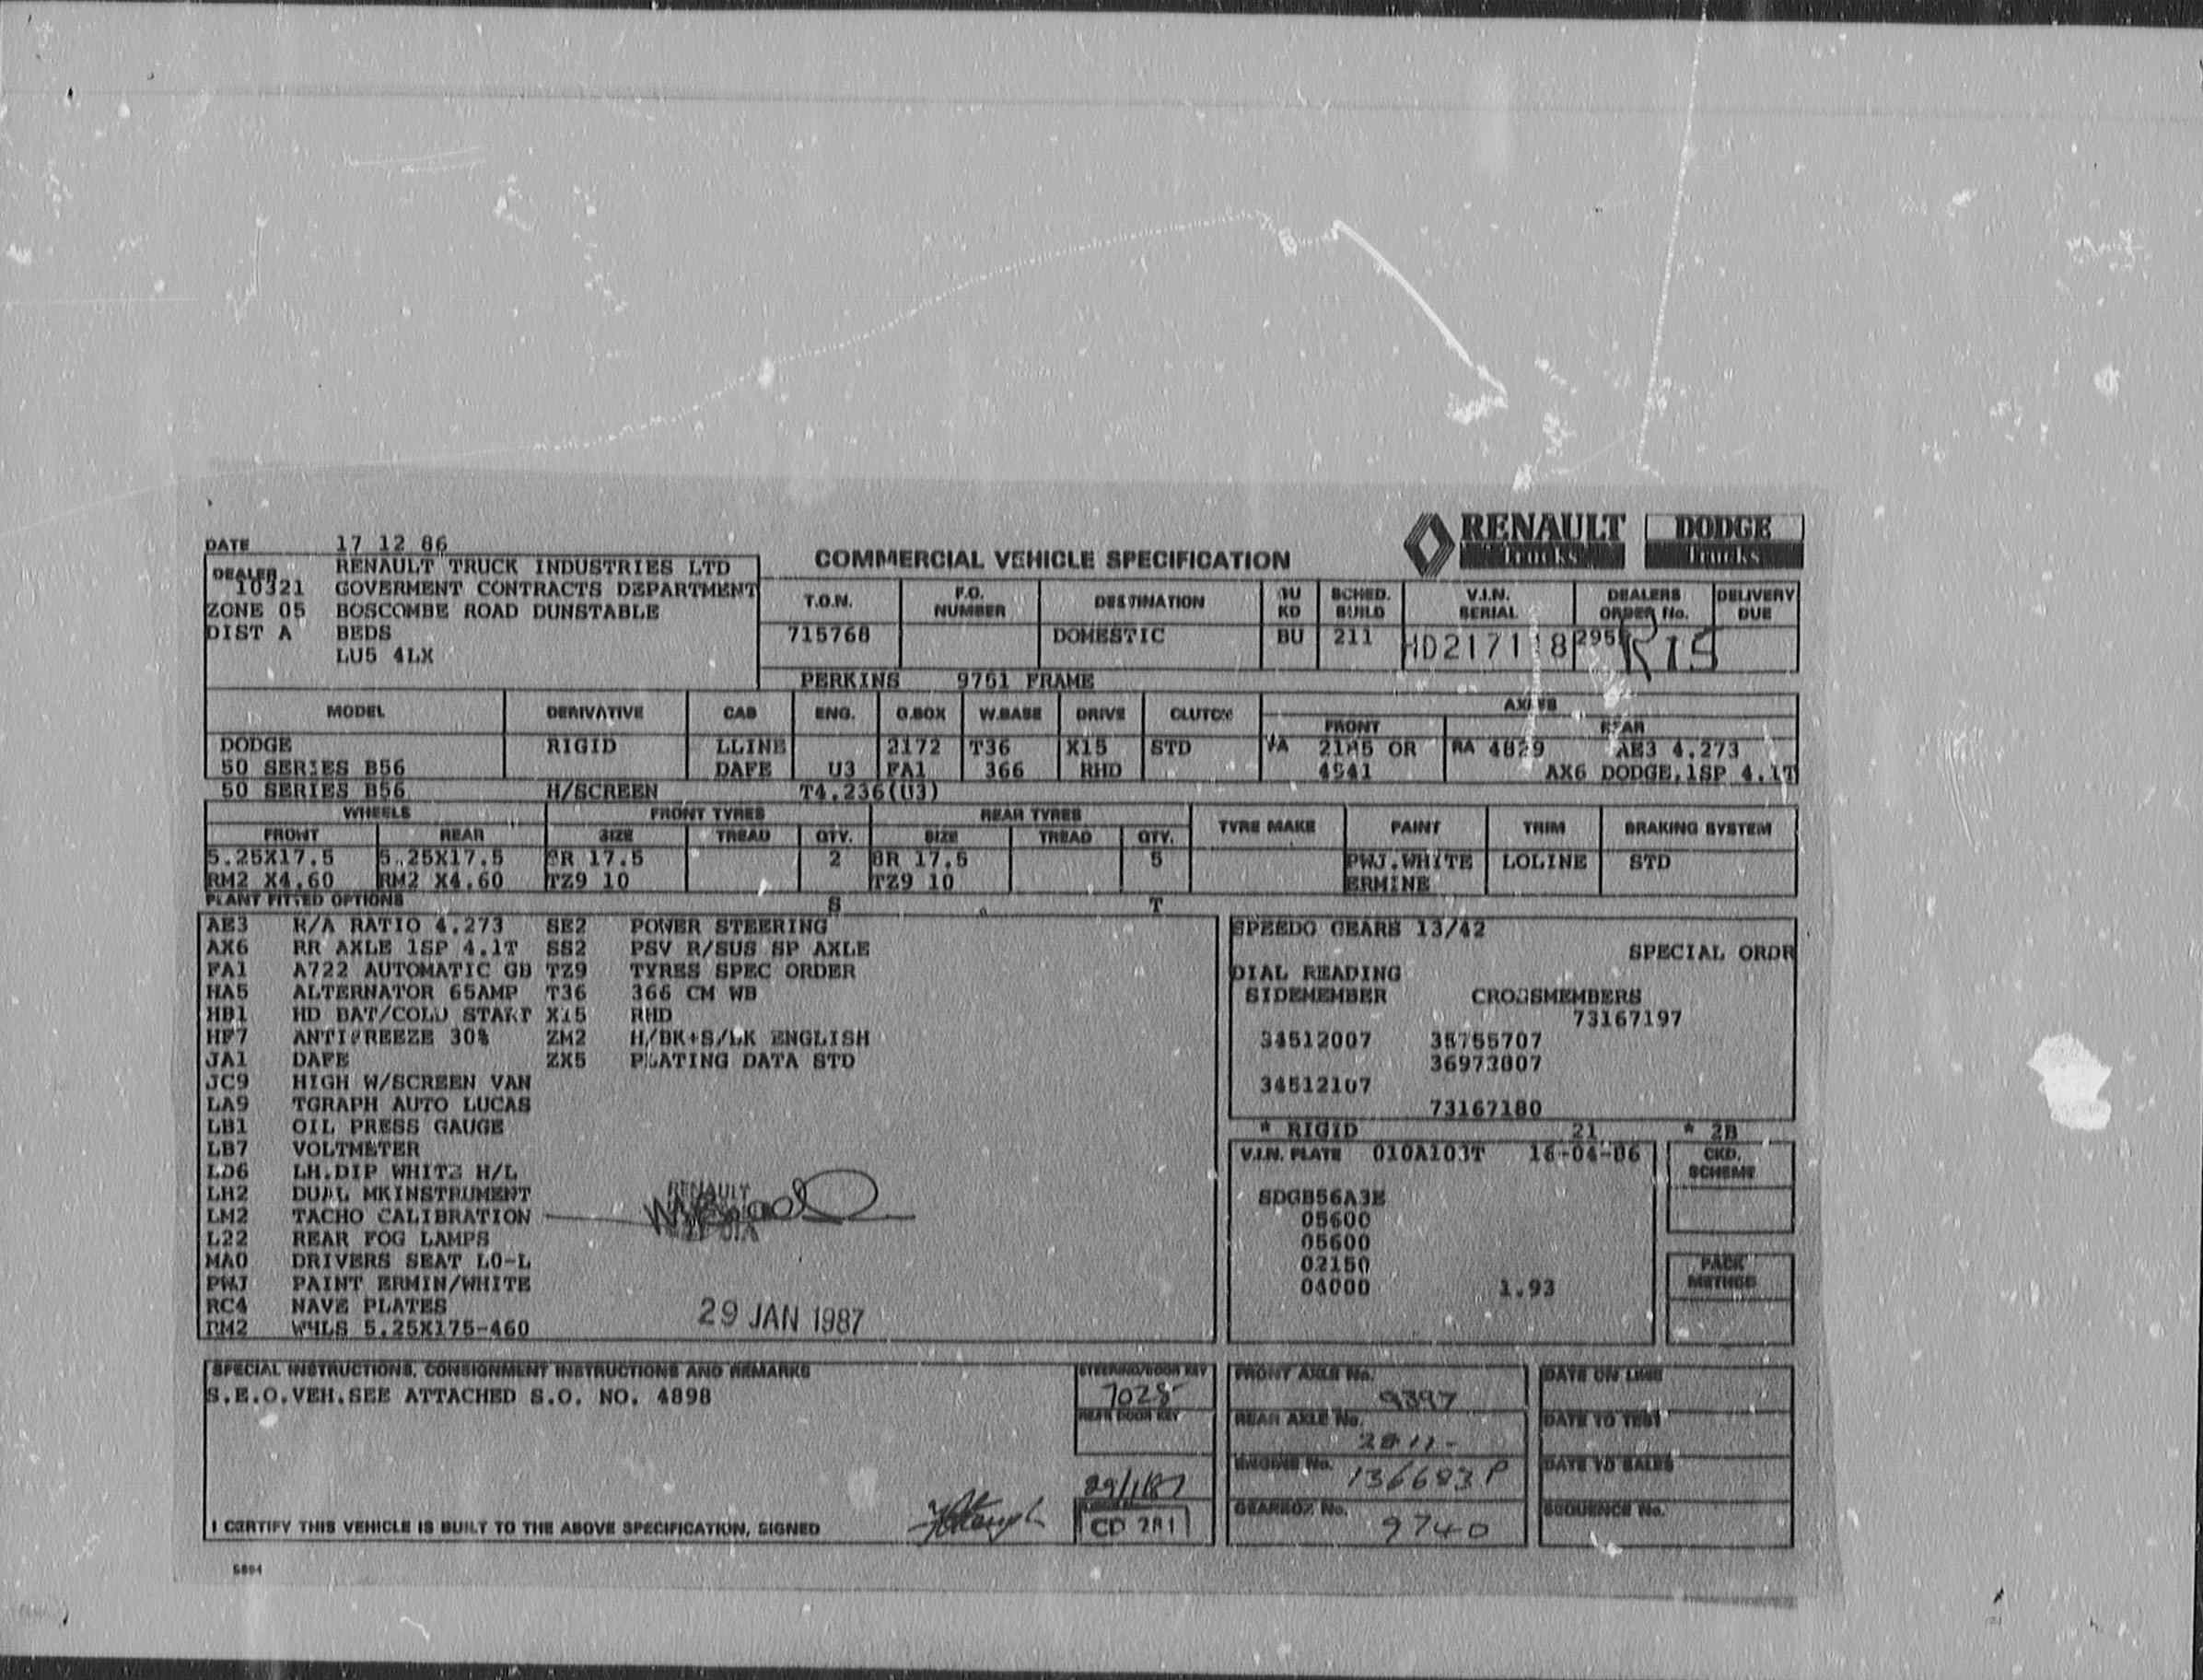 RENAULT DODGE
Trucks Trucks
DATE 17 12 86
COMMERCIAL VEHICLE SPECIFICATION
DEALER RENAULT TRUCK INDUSTRIES LTD
10321 GOVERMENT CONTRACTS DEPARTMENT
ZONE 05 BOSCOMBE ROAD DUNSTABLE
DIST A BEDS
LU5 4LX
T.O.N. P.O. NUMBER DESTINATION BU KD SCHED. BUILD V.I.N. SERIAL DEALERS ORDER No. DELIVERY DUE
715768 DOMESTIC BU 211 HD217118 295
PERKINS 9761 FRAME
MODEL DERIVATIVE CAB ENG. G.BOX W.BASE DRIVE CLUTCH AXLES
FRONT REAR
DODGE RIGID LLINE 2172 T36 X15 STD FA 2185 OR RA 4829 AE3 4.273
50 SERIES B56 DAFE U3 FA1 366 RHD 4941 AX6 DODGE,1SP 4.1T
50 SERIES B56 H/SCREEN T4.236(U3)
WHEELS FRONT TYRES REAR TYRES TYRE MAKE PAINT TRIM BRAKING SYSTEM
FRONT REAR SIZE TREAD QTY. SIZE TREAD QTY.
5.25X17.5 5.25X17.5 8R 17.5 2 8R 17.5 5 PWJ.WHITE LOLINE STD
RM2 X4.60 RM2 X4.60 TZ9 10 TZ9 10 ERMINE
PLANT FITTED OPTIONS S T
AE3 R/A RATIO 4.273 SE2 POWER STEERING
AX6 RR AXLE 1SP 4.1T SS2 PSV R/SUS SP AXLE
FA1 A722 AUTOMATIC GB TZ9 TYRES SPEC ORDER
HA5 ALTERNATOR 65AMP T36 366 CM WB
HB1 HD BAT/COLD START X15 RHD
HF7 ANTIFREEZE 30% ZM2 H/BK+S/BK ENGLISH
JA1 DAFE ZX5 PLATING DATA STD
JC9 HIGH W/SCREEN VAN
LA9 TGRAPH AUTO LUCAS
LB1 OIL PRESS GAUGE
LB7 VOLTMETER
LD6 LH.DIP WHITE H/L
LH2 DUAL MKINSTRUMENT
LM2 TACHO CALIBRATION
L22 REAR FOG LAMPS
MA0 DRIVERS SEAT LO-L
PWJ PAINT ERMIN/WHITE
RC4 NAVE PLATES
RM2 WHLS 5.25X175-460
RENAULT
29 JAN 1987
SPEEDO GEARS 13/42
SPECIAL ORDR
DIAL READING
SIDEMEMBER CROSSMEMBERS
73167197
34512007 35755707
36973807
34512107
73167180
* RIGID 21 * 2B
V.I.N. PLATE 010A103T 16-04-86 CKD. SCHEME
SDGB56A3E
05600
05600
02150
04000 1.93
PACK METHOD
SPECIAL INSTRUCTIONS, CONSIGNMENT INSTRUCTIONS AND REMARKS
S.E.O.VEH.SEE ATTACHED S.O. NO. 4898
STEERING/DOOR KEY
7025
REAR DOOR KEY
29/1/87
CD 281
I CERTIFY THIS VEHICLE IS BUILT TO THE ABOVE SPECIFICATION, SIGNED
FRONT AXLE No. 9397
REAR AXLE No. 2811
ENGINE No. 136683P
GEARBOX No. 9740
DATE ON LINE
DATE TO TEST
DATE TO SALES
SEQUENCE No.
5894